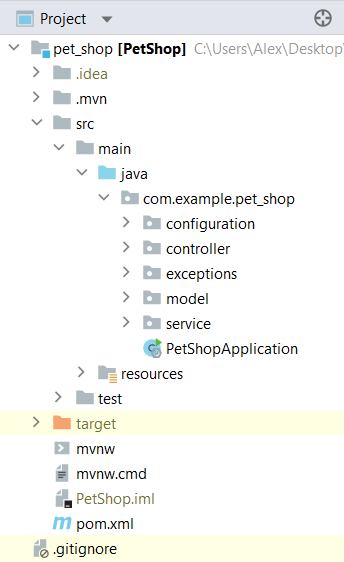 Project
pet_shop [PetShop] C:\Users\Alex\Desktop\
.idea
.mvn
src
main
java
com.example.pet_shop
configuration
controller
exceptions
model
service
PetShopApplication
resources
test
target
mvnw
mvnw.cmd
PetShop.iml
pom.xml
.gitignore